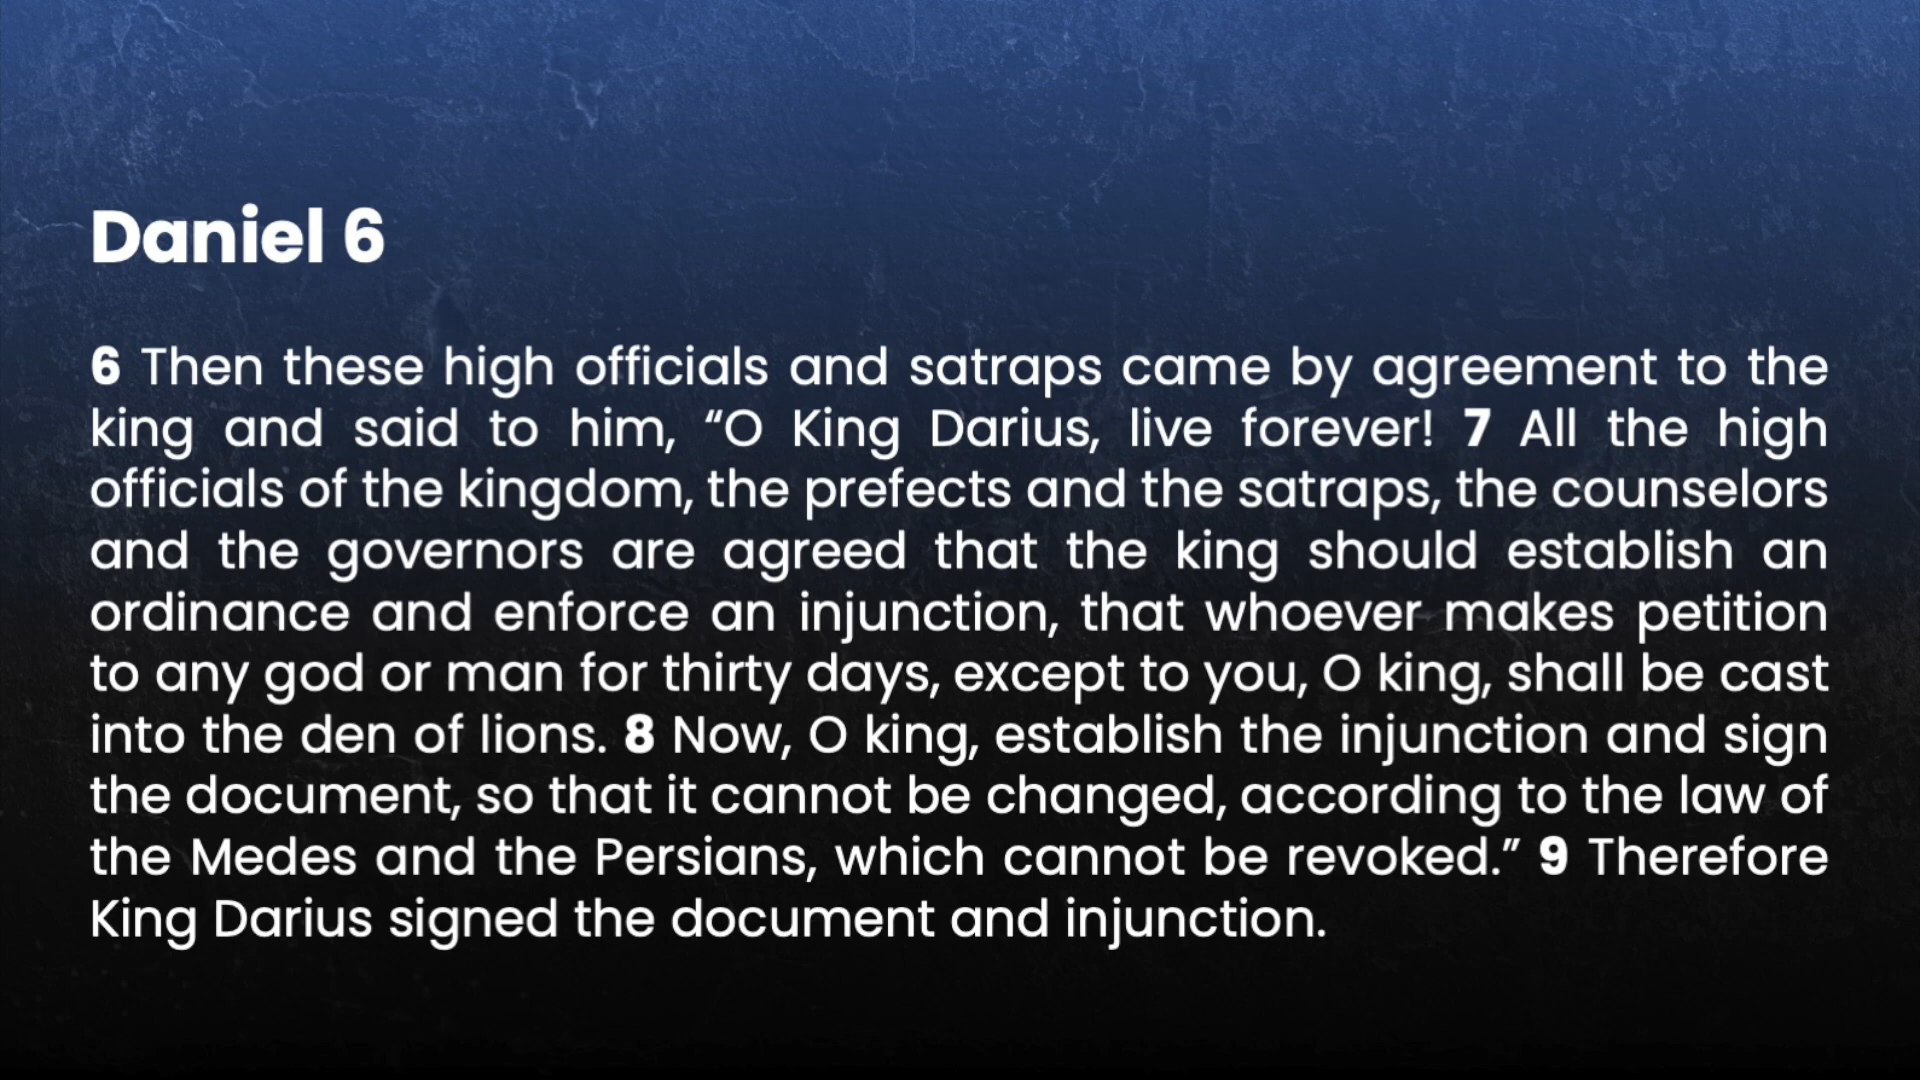 Daniel 6
6 Then these high officials and satraps came by agreement to the
king and said to him, “O King Darius, live forever! 7 All the high
officials of the kingdom, the prefects and the satraps, the counselors
and the governors are agreed that the king should establish an
ordinance and enforce an injunction, that whoever makes petition
to any god or man for thirty days, except to you, O king, shall be cast
into the den of lions. 8 Now, O king, establish the injunction and sign
the document, so that it cannot be changed, according to the law of
the Medes and the Persians, which cannot be revoked.” 9 Therefore
King Darius signed the document and injunction.